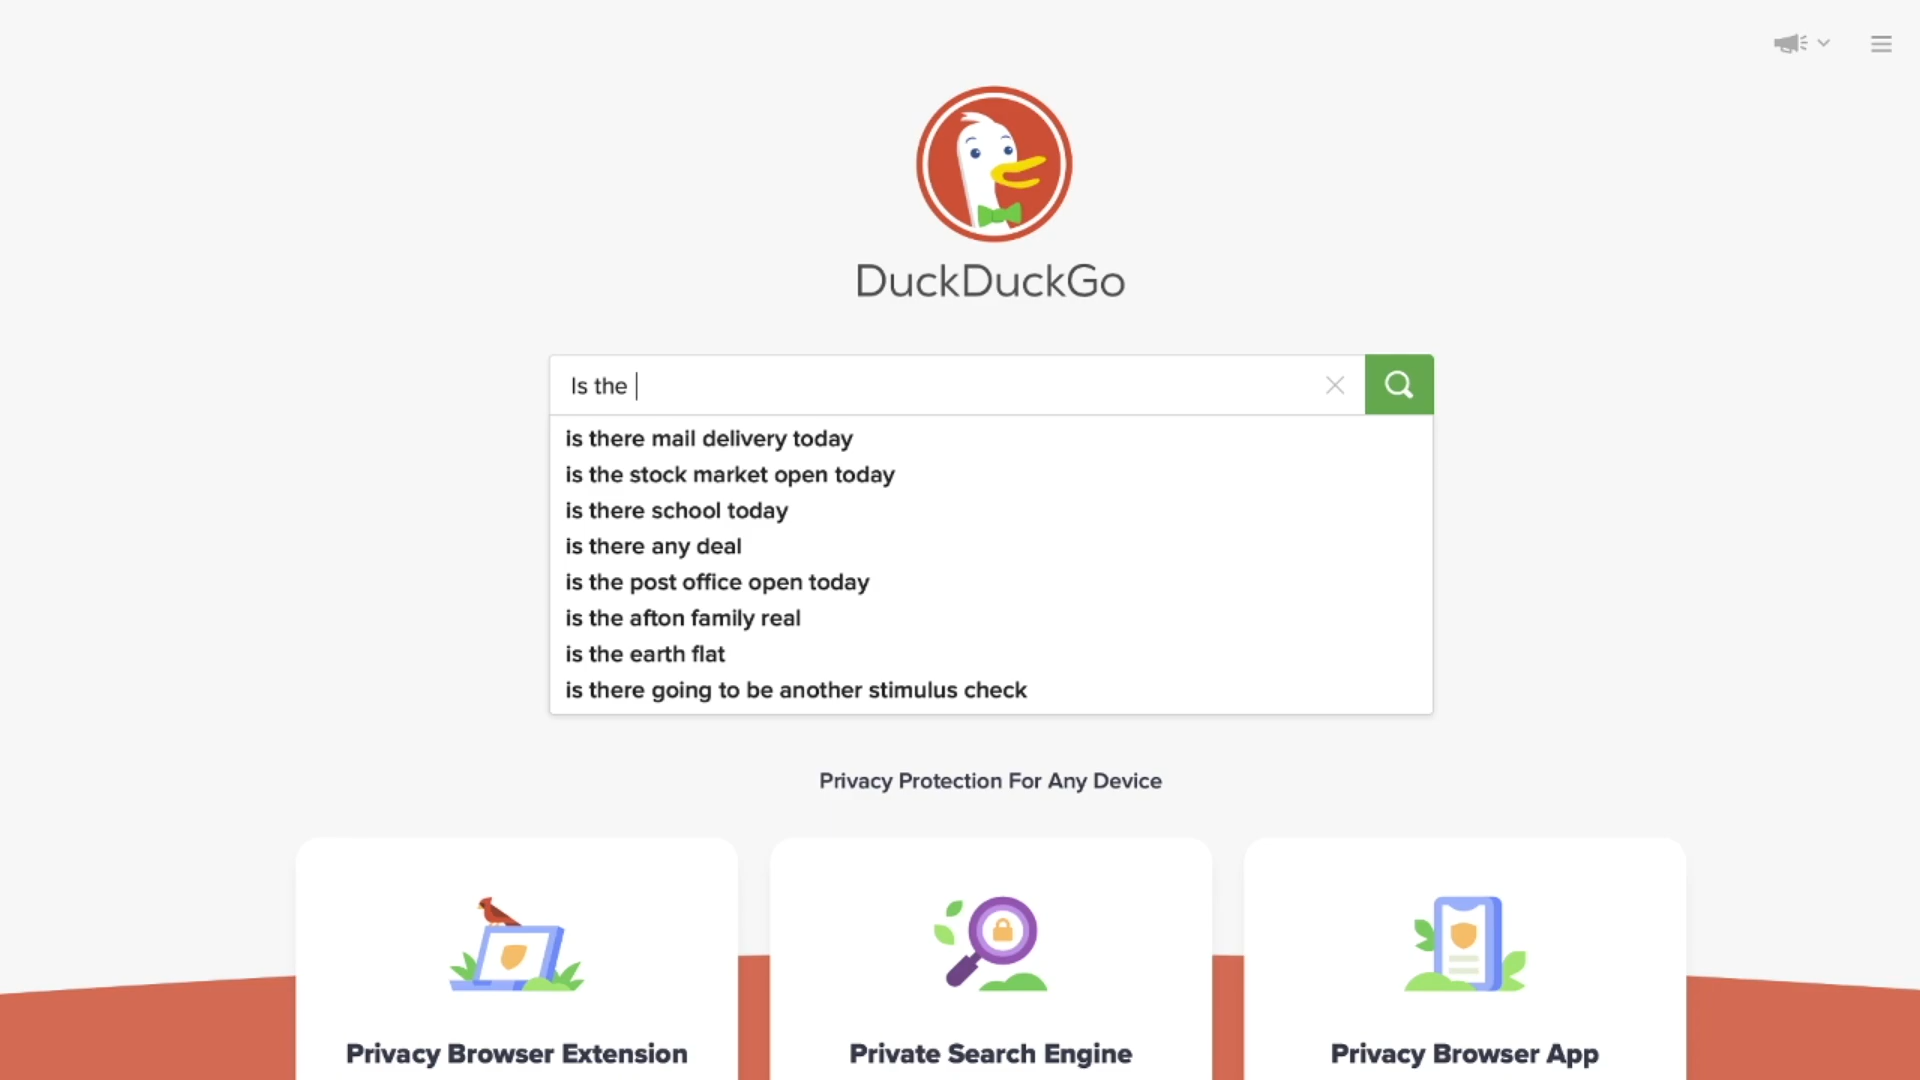 DuckDuckGo
Is the
is there mail delivery today
is the stock market open today
is there school today
is there any deal
is the post office open today
is the afton family real
is the earth flat
is there going to be another stimulus check
Privacy Protection For Any Device
Privacy Browser Extension
Private Search Engine
Privacy Browser App